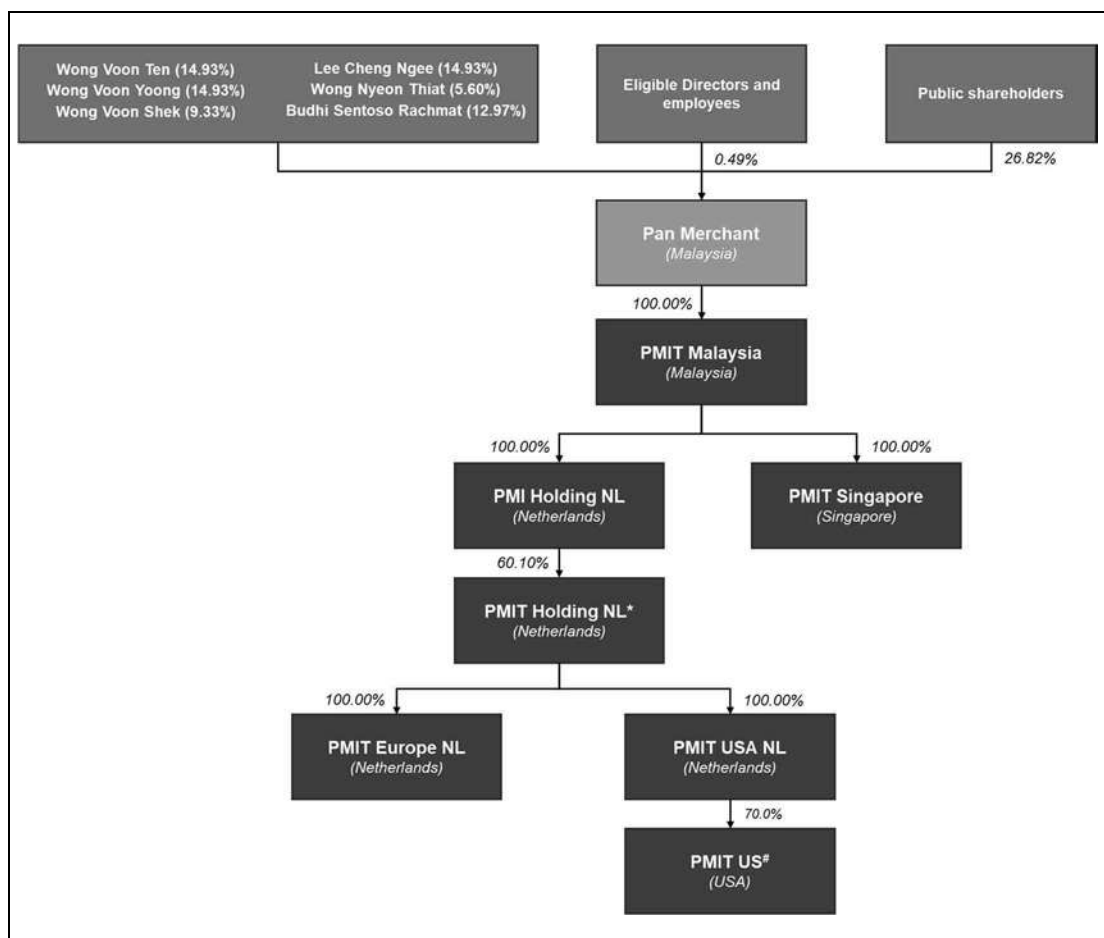 Wong Voon Ten (14.93%)
Wong Voon Yoong (14.93%)
Wong Voon Shek (9.33%)
Lee Cheng Ngee (14.93%)
Wong Nyeon Thiat (5.60%)
Budhi Sentoso Rachmat (12.97%)
Eligible Directors and
employees
Public shareholders
0.49%
26.82%
Pan Merchant
(Malaysia)
100.00%
PMIT Malaysia
(Malaysia)
100.00%
100.00%
PMI Holding NL
(Netherlands)
PMIT Singapore
(Singapore)
60.10%
PMIT Holding NL*
(Netherlands)
100.00%
100.00%
PMIT Europe NL
(Netherlands)
PMIT USA NL
(Netherlands)
70.0%
PMIT US#
(USA)